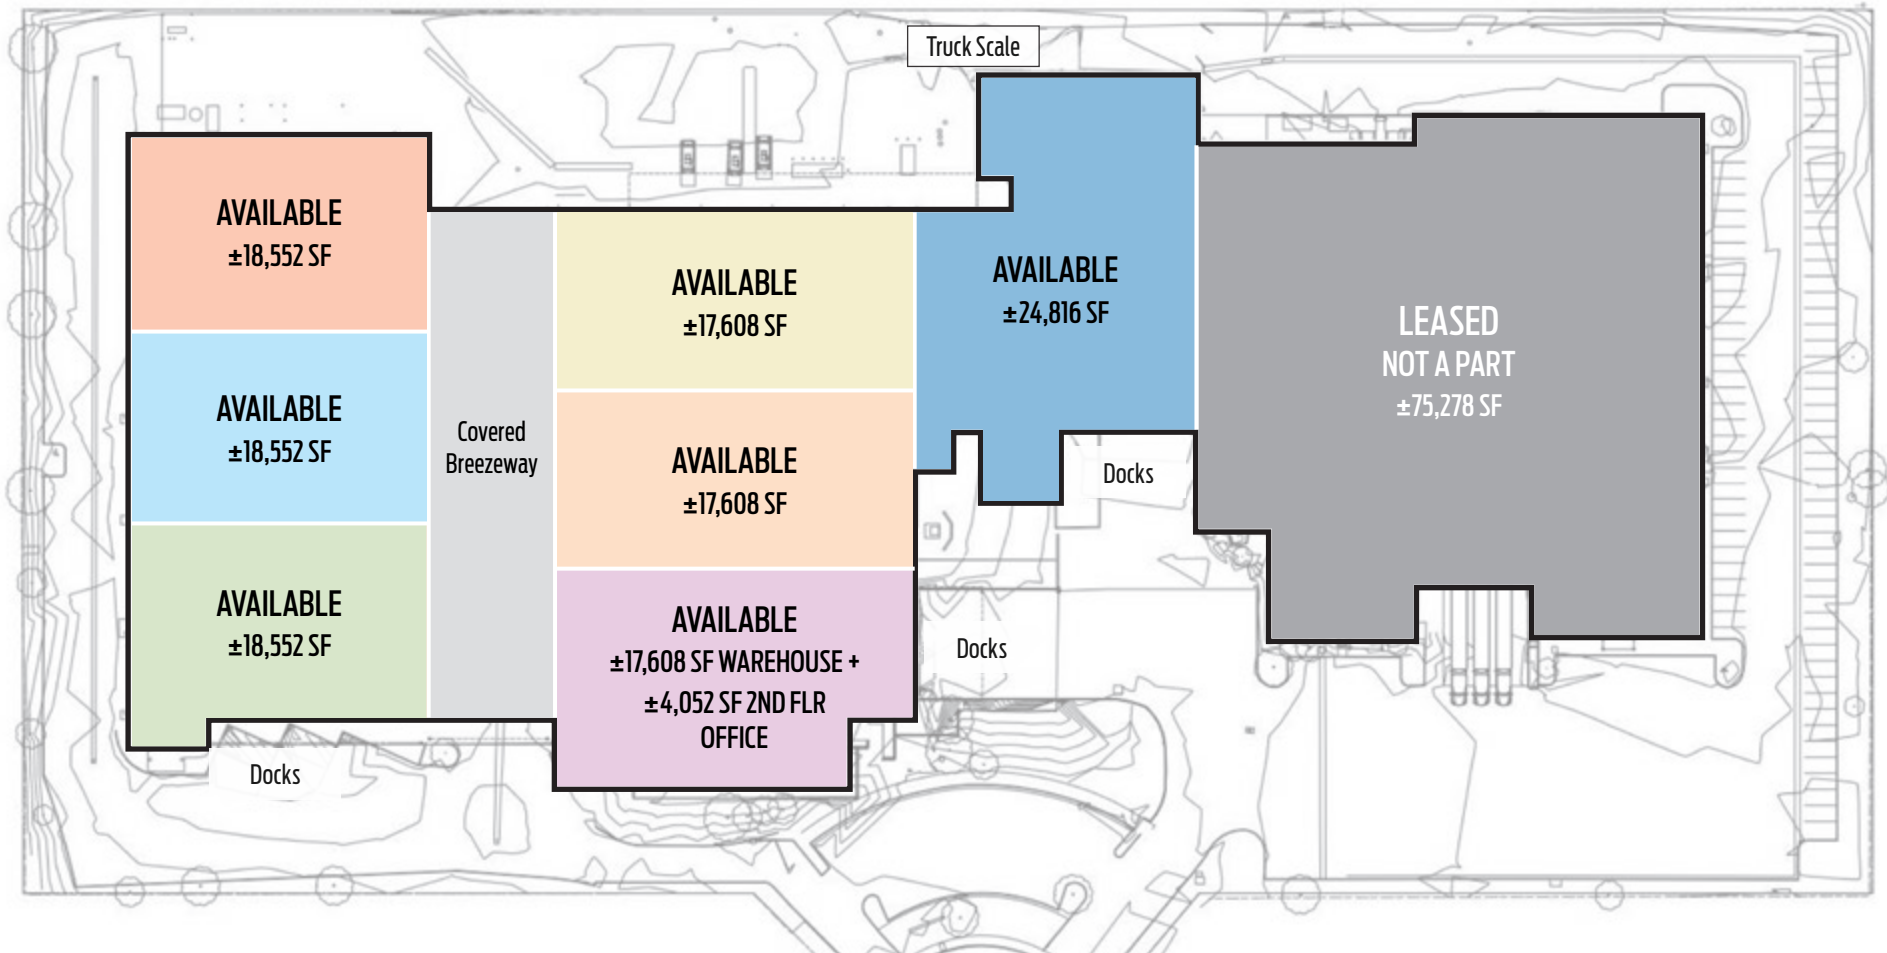 Truck Scale
AVAILABLE
±18,552 SF
AVAILABLE
±18,552 SF
AVAILABLE
±18,552 SF
Docks
Covered
Breezeway
AVAILABLE
±17,608 SF
AVAILABLE
±17,608 SF
AVAILABLE
±17,608 SF WAREHOUSE +
±4,052 SF 2ND FLR
OFFICE
AVAILABLE
±24,816 SF
Docks
Docks
LEASED
NOT A PART
±75,278 SF